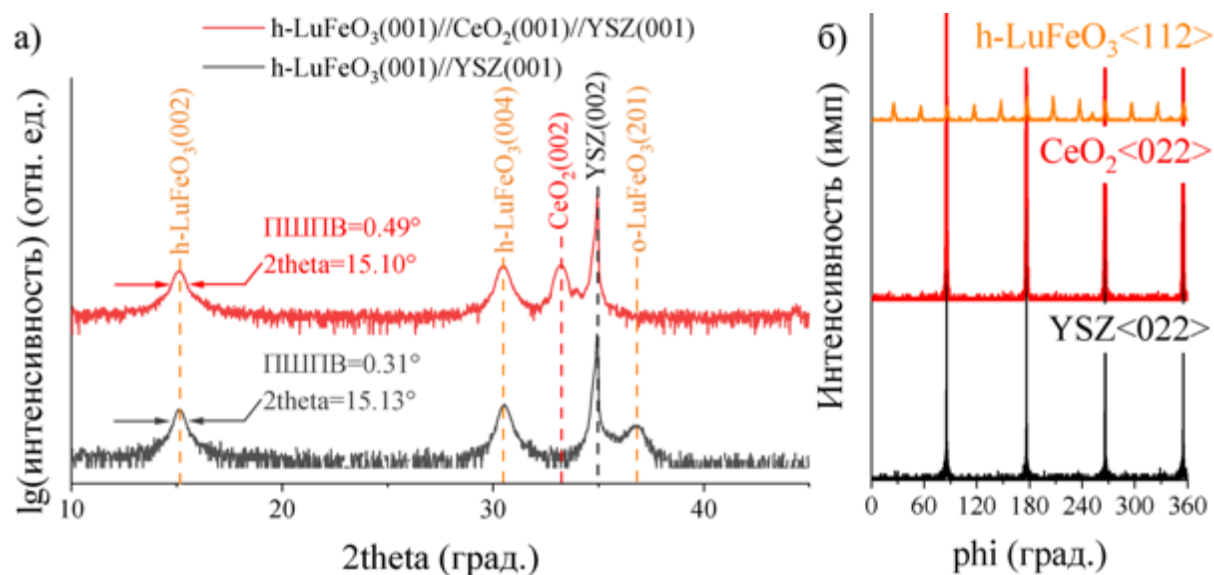 а)
h-LuFeO₃(001)//CeO₂(001)//YSZ(001)
h-LuFeO₃(001)//YSZ(001)
lg(интенсивность) (отн. ед.)
h-LuFeO₃(002)
h-LuFeO₃(004)
CeO₂(002)
YSZ(002)
o-LuFeO₃(201)
ПШПВ=0.49°
2theta=15.10°
ПШПВ=0.31°
2theta=15.13°
10 20 30 40
2theta (град.)
б)
h-LuFeO₃<112>
CeO₂<022>
YSZ<022>
Интенсивность (имп)
0 60 120 180 240 300 360
phi (град.)